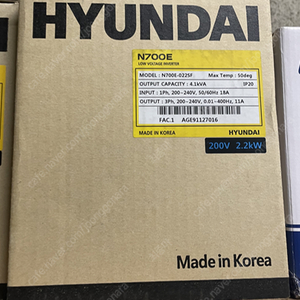 HYUNDAI
N700E
LOW VOLTAGE INVERTER
MODEL : N700E-022SF
Max Temp : 50deg
OUTPUT CAPACITY : 4.1kVA
IP20
INPUT : 1Ph, 200-240V, 50/60Hz 18A
OUTPUT : 3Ph, 200-240V, 0.01-400Hz, 11A
FAC.1 AGE91127016
MADE IN KOREA
HYUNDAI
200V 2.2kW
Made in Korea